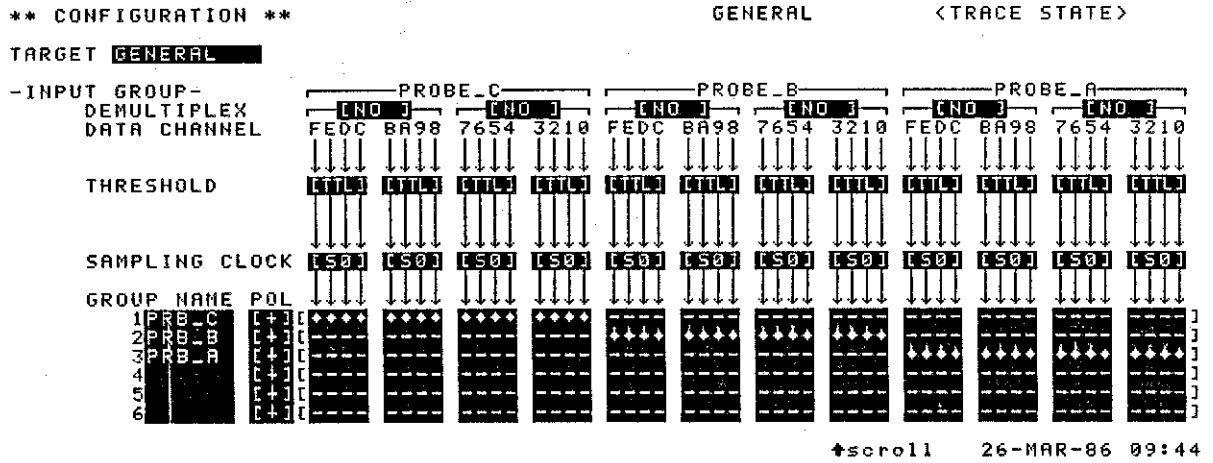 ** CONFIGURATION ** GENERAL <TRACE STATE>
TARGET GENERAL
-INPUT GROUP- PROBE_C PROBE_B PROBE_A
DEMULTIPLEX [NO ] [NO ] [NO ] [NO ] [NO ] [NO ]
DATA CHANNEL FEDC BA98 7654 3210 FEDC BA98 7654 3210 FEDC BA98 7654 3210
THRESHOLD [TTL] [TTL] [TTL] [TTL] [TTL] [TTL] [TTL] [TTL] [TTL] [TTL] [TTL] [TTL]
SAMPLING CLOCK [S0] [S0] [S0] [S0] [S0] [S0] [S0] [S0] [S0] [S0] [S0] [S0]
GROUP NAME POL
1 PRB_C [+] [ ♦♦♦♦ ♦♦♦♦ ♦♦♦♦ ♦♦♦♦ ---- ---- ---- ---- ---- ---- ---- ---- ]
2 PRB_B [+] [ ---- ---- ---- ---- ♦♦♦♦ ♦♦♦♦ ♦♦♦♦ ♦♦♦♦ ---- ---- ---- ---- ]
3 PRB_A [+] [ ---- ---- ---- ---- ---- ---- ---- ---- ♦♦♦♦ ♦♦♦♦ ♦♦♦♦ ♦♦♦♦ ]
4 [+] [ ---- ---- ---- ---- ---- ---- ---- ---- ---- ---- ---- ---- ]
5 [+] [ ---- ---- ---- ---- ---- ---- ---- ---- ---- ---- ---- ---- ]
6 [+] [ ---- ---- ---- ---- ---- ---- ---- ---- ---- ---- ---- ---- ]
♦scroll 26-MAR-86 09:44